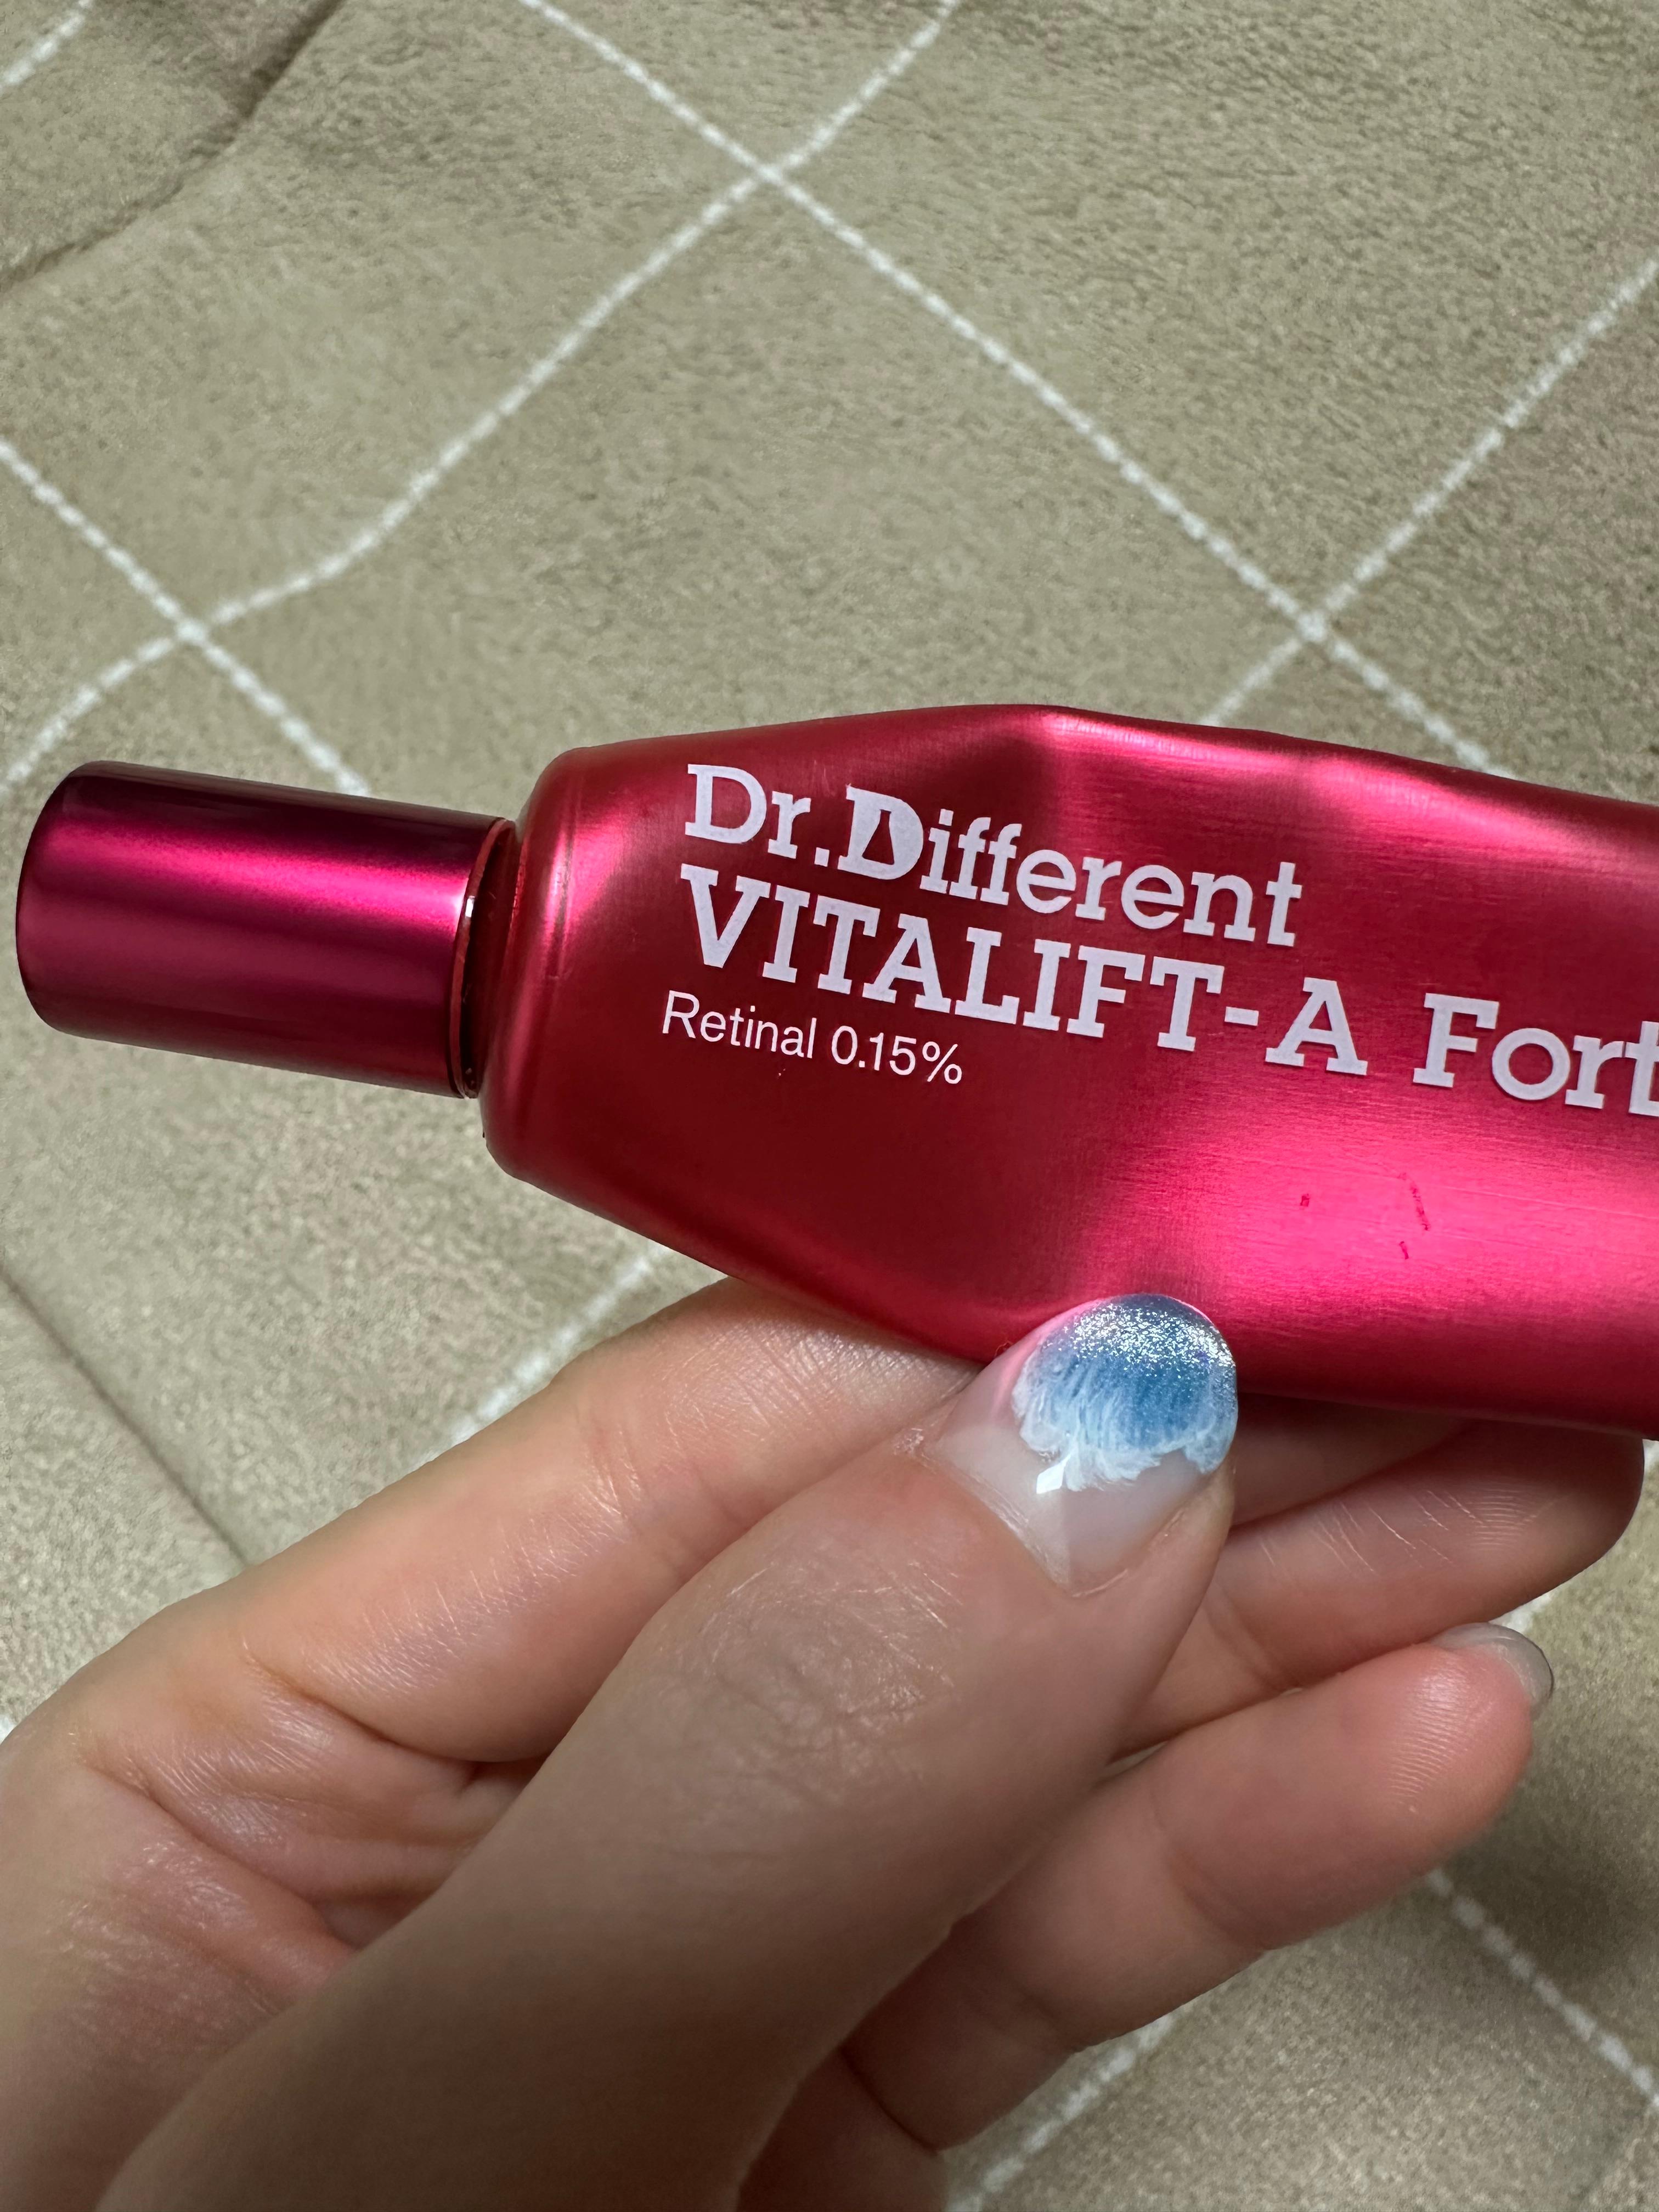 Dr.Different
VITALIFT-A Fort
Retinal 0.15%